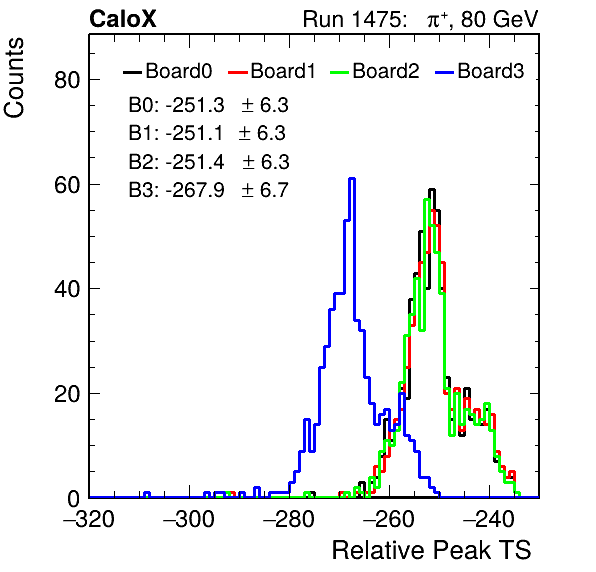 CaloX Run 1475: π⁺, 80 GeV
Counts
Board0 Board1 Board2 Board3
B0: -251.3 ± 6.3
B1: -251.1 ± 6.3
B2: -251.4 ± 6.3
B3: -267.9 ± 6.7
80
60
40
20
0
−320 −300 −280 −260 −240
Relative Peak TS